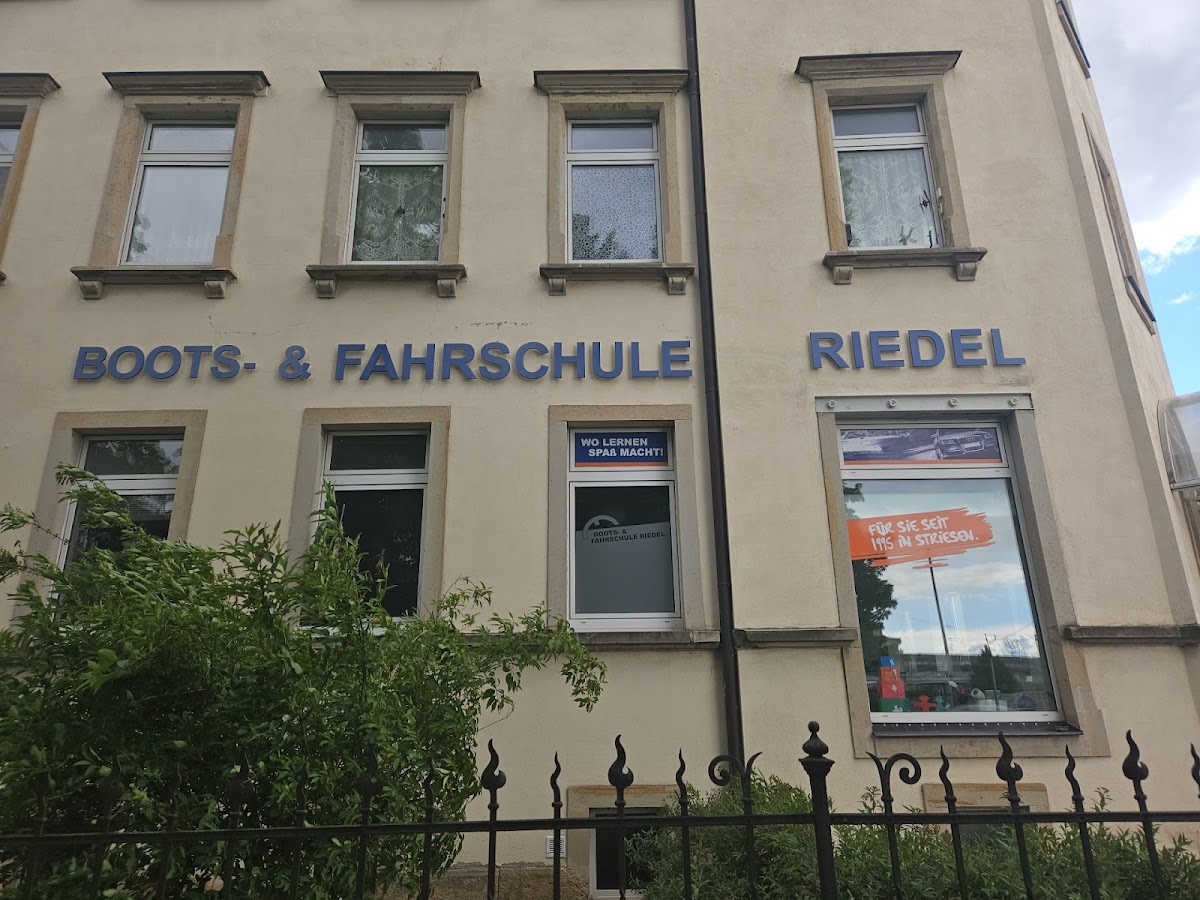 BOOTS- & FAHRSCHULE RIEDEL
WO LERNEN
SPAß MACHT!
BOOTS- &
FAHRSCHULE RIEDEL
FÜR SIE SEIT
1995 IN STRIESEN.